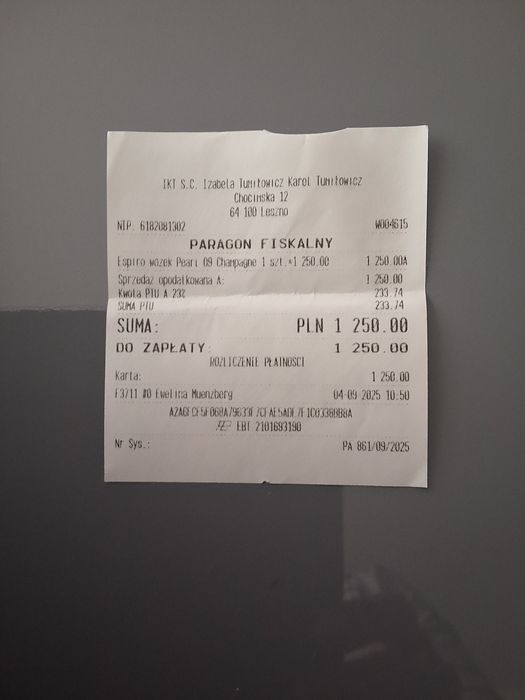 IKT S.C. Izabela Tumiłowicz Karol Tumiłowicz
Chocimska 12
64 100 Leszno
NIP: 6182081302 W004615
PARAGON FISKALNY
Espiro wózek Pearl 09 Champagne 1 szt.*1 250.00 1 250.00A
Sprzedaż opodatkowana A: 1 250.00
Kwota PTU A 23% 233.74
SUMA PTU 233.74
SUMA: PLN 1 250.00
DO ZAPŁATY: 1 250.00
ROZLICZENIE PŁATNOŚCI
Karta: 1 250.00
F3711 #0 Ewelina Muenzberg 04-09-2025 10:50
EBT 2101693190
Nr Sys.: PA 861/09/2025